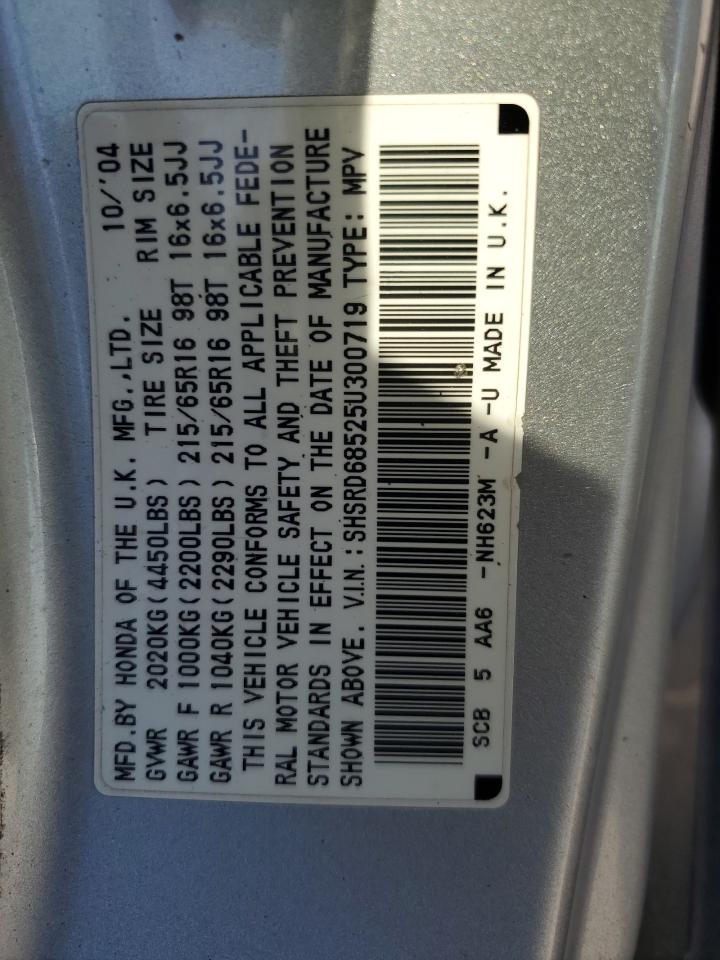 MFD.BY HONDA OF THE U.K. MFG.,LTD. 10/'04
GVWR 2020KG(4450LBS) TIRE SIZE RIM SIZE
GAWR F 1000KG(2200LBS) 215/65R16 98T 16x6.5JJ
GAWR R 1040KG(2290LBS) 215/65R16 98T 16x6.5JJ
THIS VEHICLE CONFORMS TO ALL APPLICABLE FEDE-
RAL MOTOR VEHICLE SAFETY AND THEFT PREVENTION
STANDARDS IN EFFECT ON THE DATE OF MANUFACTURE
SHOWN ABOVE. V.I.N.:SHSRD68525U300719 TYPE: MPV
SCB 5 AA6 -NH623M -A -U MADE IN U.K.